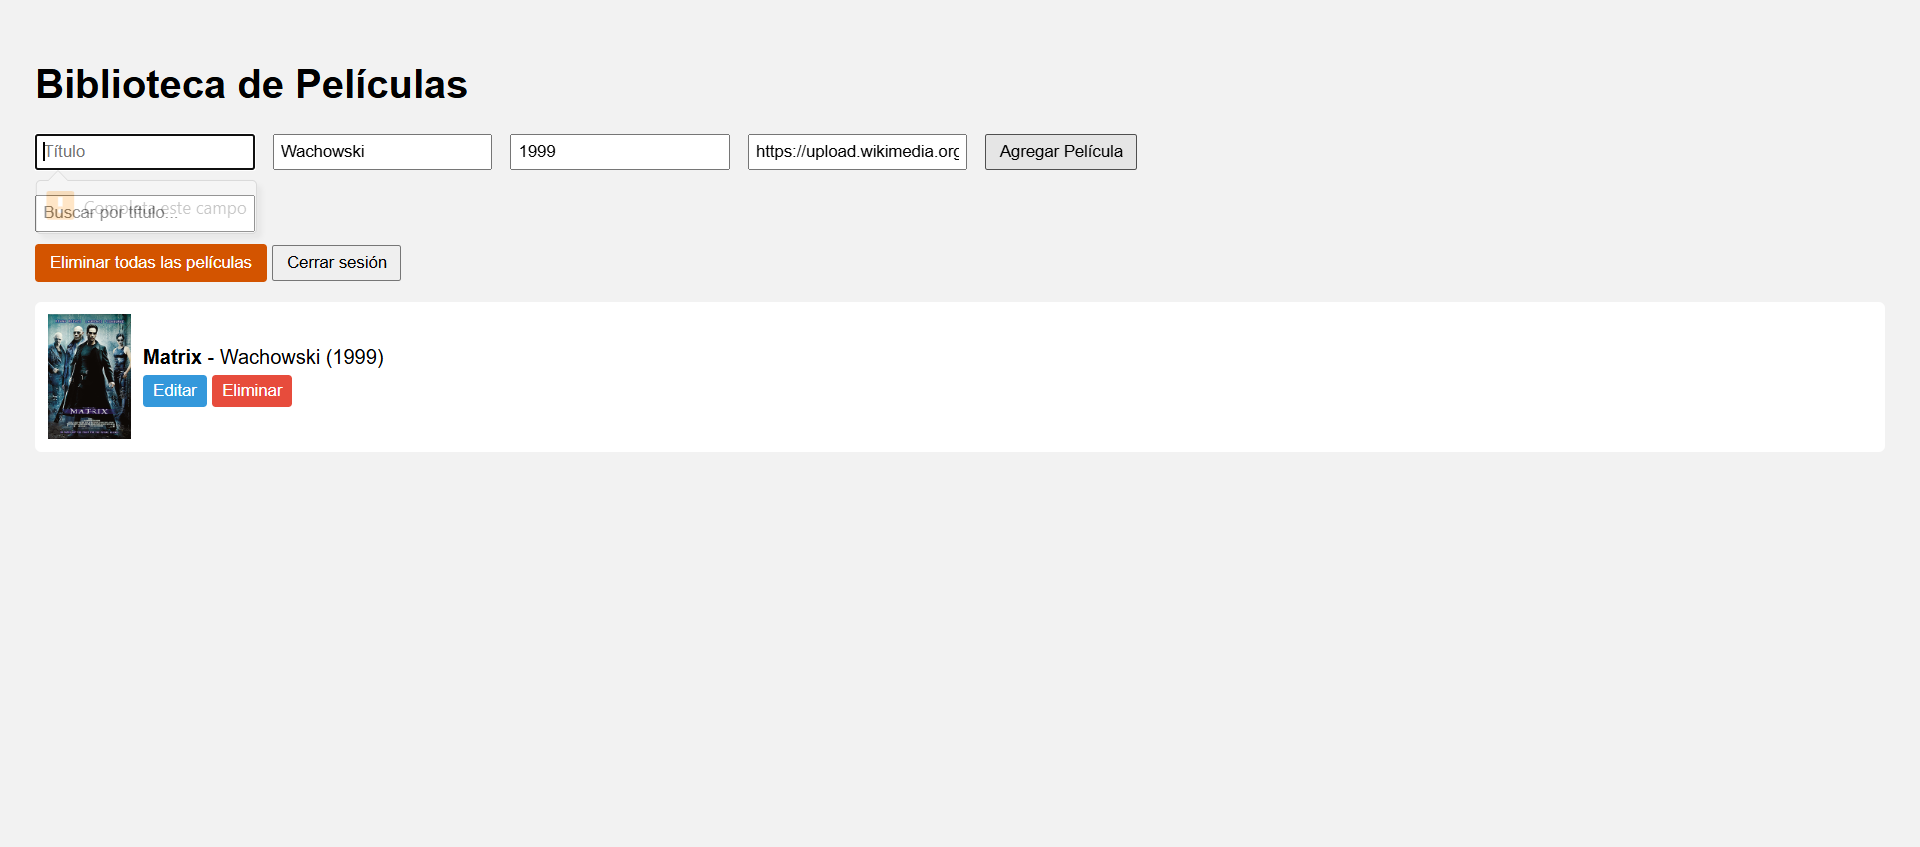 Biblioteca de Películas
Título
Wachowski
1999
https://upload.wikimedia.org
Agregar Película
Completa este campo
Buscar por título...
Eliminar todas las películas
Cerrar sesión
Matrix - Wachowski (1999)
Editar
Eliminar
MATRIX